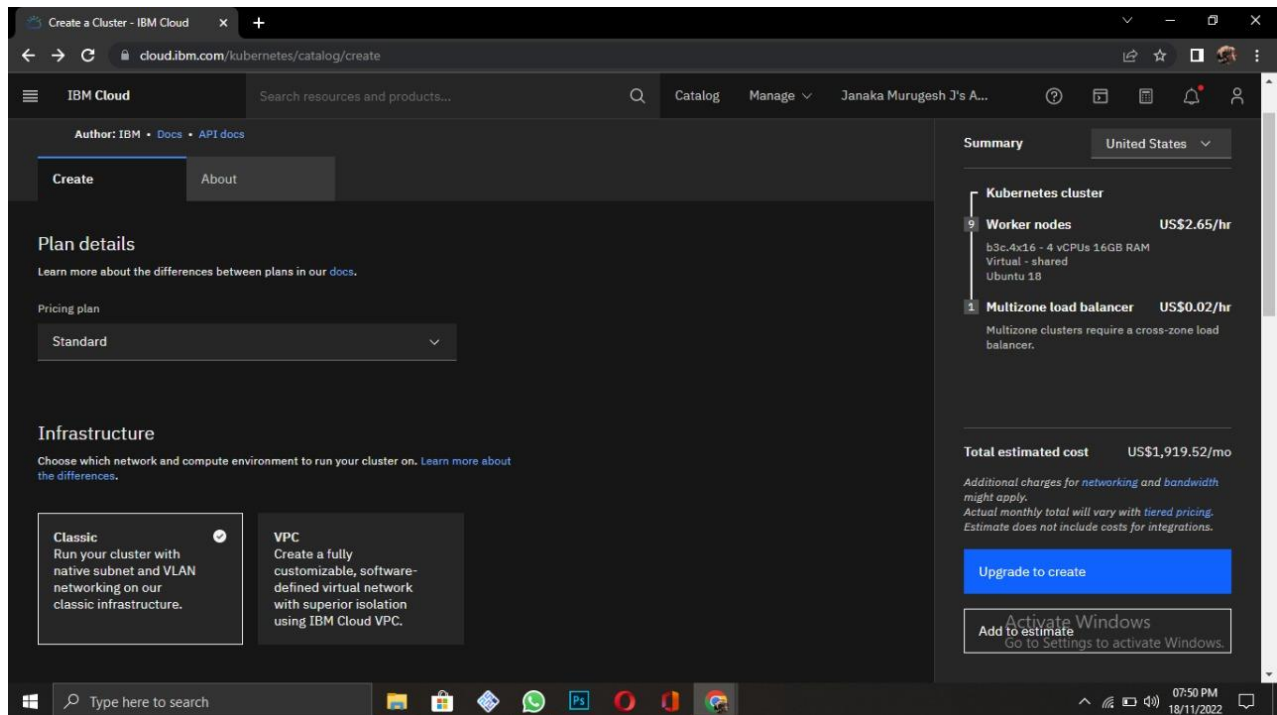 Create a Cluster - IBM Cloud
cloud.ibm.com/kubernetes/catalog/create
IBM Cloud
Search resources and products...
Catalog
Manage
Janaka Murugesh J's A...
Author: IBM • Docs • API docs
Create
About
Plan details
Learn more about the differences between plans in our docs.
Pricing plan
Standard
Infrastructure
Choose which network and compute environment to run your cluster on. Learn more about
the differences.
Classic
Run your cluster with
native subnet and VLAN
networking on our
classic infrastructure.
VPC
Create a fully
customizable, software-
defined virtual network
with superior isolation
using IBM Cloud VPC.
Summary
United States
Kubernetes cluster
9 Worker nodes US$2.65/hr
b3c.4x16 - 4 vCPUs 16GB RAM
Virtual - shared
Ubuntu 18
1 Multizone load balancer US$0.02/hr
Multizone clusters require a cross-zone load
balancer.
Total estimated cost US$1,919.52/mo
Additional charges for networking and bandwidth
might apply.
Actual monthly total will vary with tiered pricing.
Estimate does not include costs for integrations.
Upgrade to create
Add to estimate
Activate Windows
Go to Settings to activate Windows.
Type here to search
Ps
07:50 PM
18/11/2022